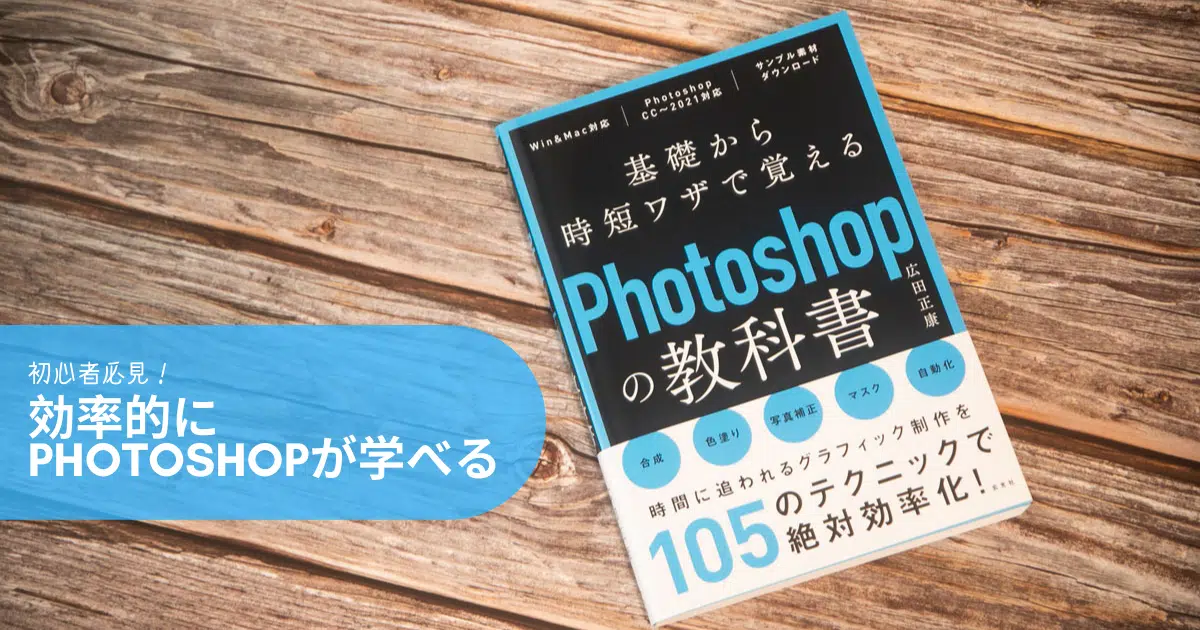 初心者必見！
効率的に
PHOTOSHOPが学べる
Win&Mac対応
Photoshop
CC〜2021対応
サンプル素材
ダウンロード
基礎から
時短ワザで覚える
Photoshop
の教科書
広田正康
合成
色塗り
写真補正
マスク
自動化
時間に追われるグラフィック制作を
105のテクニックで
絶対効率化!
玄光社